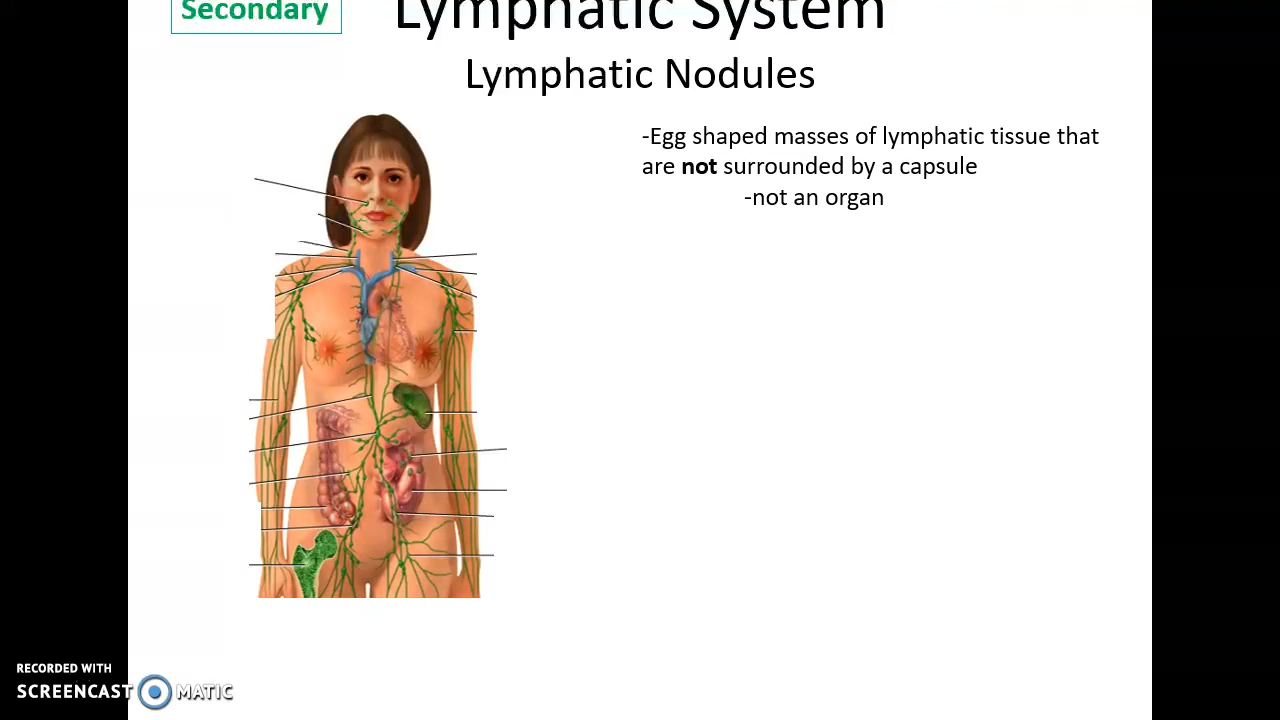 Secondary
Lymphatic System
Lymphatic Nodules
-Egg shaped masses of lymphatic tissue that
are not surrounded by a capsule
-not an organ
RECORDED WITH
SCREENCAST MATIC